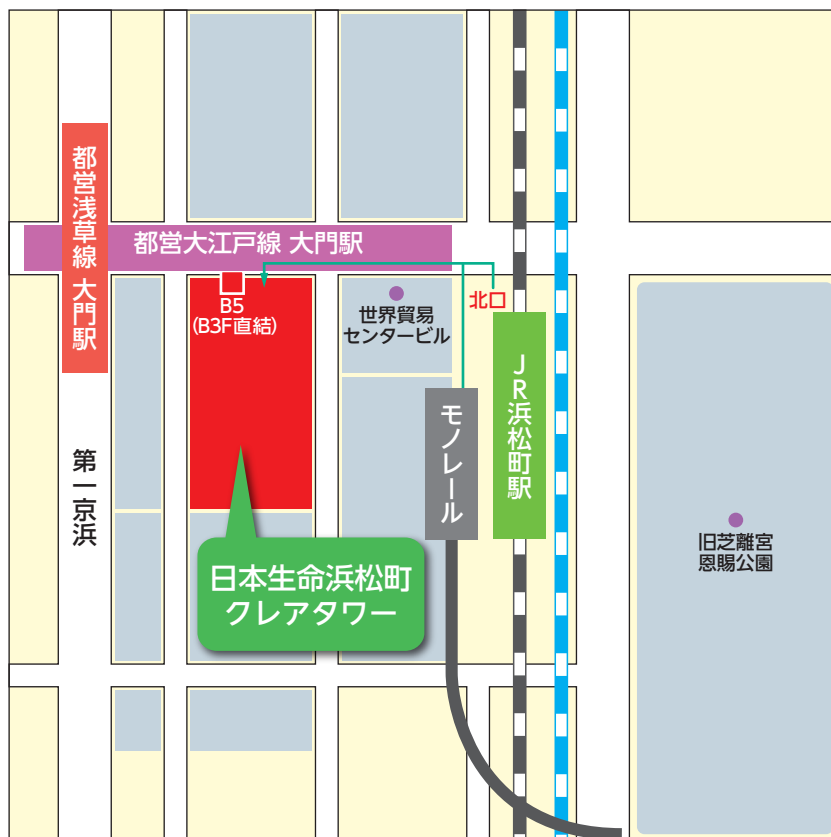 都営浅草線 大門駅
都営大江戸線 大門駅
B5
(B3F直結)
世界貿易
センタービル
北口
JR浜松町駅
モノレール
第一京浜
日本生命浜松町
クレアタワー
旧芝離宮
恩賜公園